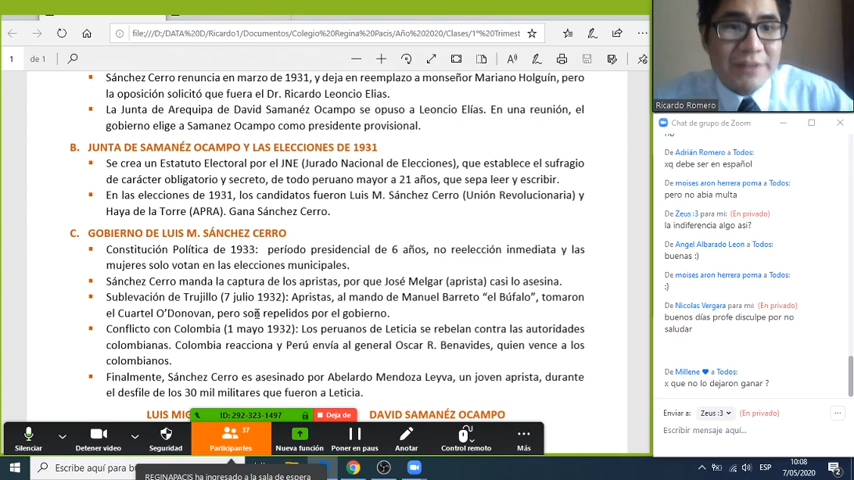 file:///D:/DATA%20D/Ricardo1/Documentos/Colegio%20Regina%20Pacis/Año%202020/Clases/1º%20Trimest
1 de 1
Sánchez Cerro renuncia en marzo de 1931, y deja en reemplazo a monseñor Mariano Holguín, pero
la oposición solicitó que fuera el Dr. Ricardo Leoncio Elias.
La Junta de Arequipa de David Samanéz Ocampo se opuso a Leoncio Elías. En una reunión, el
gobierno elige a Samanez Ocampo como presidente provisional.
B. JUNTA DE SAMANÉZ OCAMPO Y LAS ELECCIONES DE 1931
Se crea un Estatuto Electoral por el JNE (Jurado Nacional de Elecciones), que establece el sufragio
de carácter obligatorio y secreto, de todo peruano mayor a 21 años, que sepa leer y escribir.
En las elecciones de 1931, los candidatos fueron Luis M. Sánchez Cerro (Unión Revolucionaria) y
Haya de la Torre (APRA). Gana Sánchez Cerro.
C. GOBIERNO DE LUIS M. SÁNCHEZ CERRO
Constitución Política de 1933: período presidencial de 6 años, no reelección inmediata y las
mujeres solo votan en las elecciones municipales.
Sánchez Cerro manda la captura de los apristas, por que José Melgar (aprista) casi lo asesina.
Sublevación de Trujillo (7 julio 1932): Apristas, al mando de Manuel Barreto “el Búfalo”, tomaron
el Cuartel O’Donovan, pero son repelidos por el gobierno.
Conflicto con Colombia (1 mayo 1932): Los peruanos de Leticia se rebelan contra las autoridades
colombianas. Colombia reacciona y Perú envía al general Oscar R. Benavides, quien vence a los
colombianos.
Finalmente, Sánchez Cerro es asesinado por Abelardo Mendoza Leyva, un joven aprista, durante
el desfile de los 30 mil militares que fueron a Leticia.
LUIS MIG
DAVID SAMANÉZ OCAMPO
ID: 292-323-1497
Deja de
37
Silenciar
Detener video
Seguridad
Participantes
Nueva función
Poner en paus
Anotar
Control remoto
Más
REGINAPACIS ha ingresado a la sala de espera
Escribe aquí para bu
ESP
10:08
7/05/2020
2
Ricardo Romero
Chat de grupo de Zoom
no
De Adrián Romero a Todos:
xq debe ser en español
De moises aron herrera poma a Todos:
pero no abia multa
De Zeus :3 para mí: (En privado)
la indiferencia algo asi?
De Angel Albarado Leon a Todos:
buenas :)
De moises aron herrera poma a Todos:
:)
De Nicolas Vergara para mí: (En privado)
buenos días profe disculpe por no
saludar
De Millene a Todos:
x que no lo dejaron ganar ?
Enviar a: Zeus :3 (En privado)
Escribir mensaje aquí...